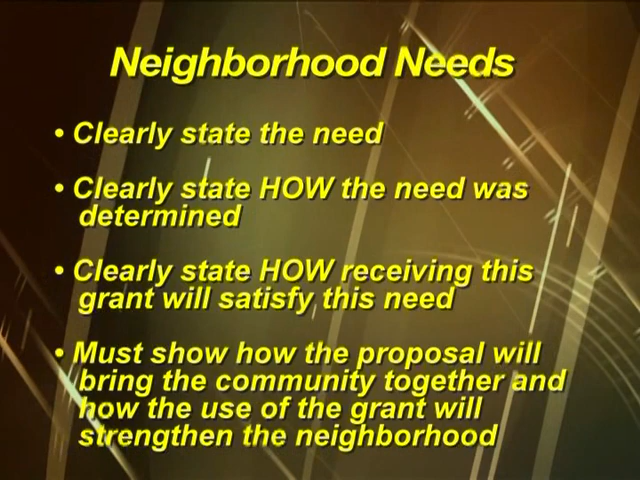 Neighborhood Needs
• Clearly state the need
• Clearly state HOW the need was
determined
• Clearly state HOW receiving this
grant will satisfy this need
• Must show how the proposal will
bring the community together and
how the use of the grant will
strengthen the neighborhood